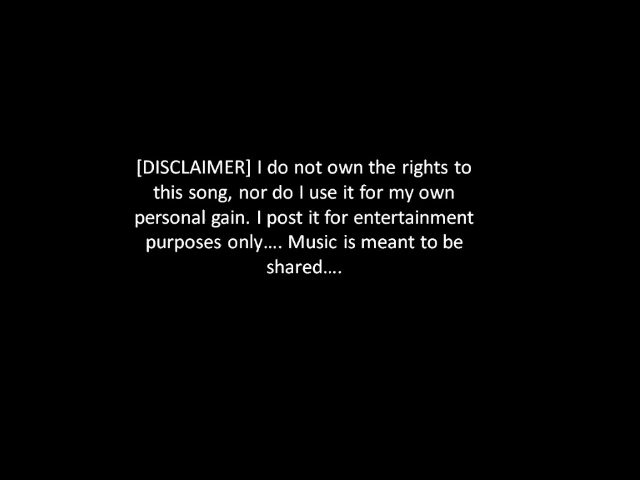 [DISCLAIMER] I do not own the rights to
this song, nor do I use it for my own
personal gain. I post it for entertainment
purposes only.... Music is meant to be
shared....